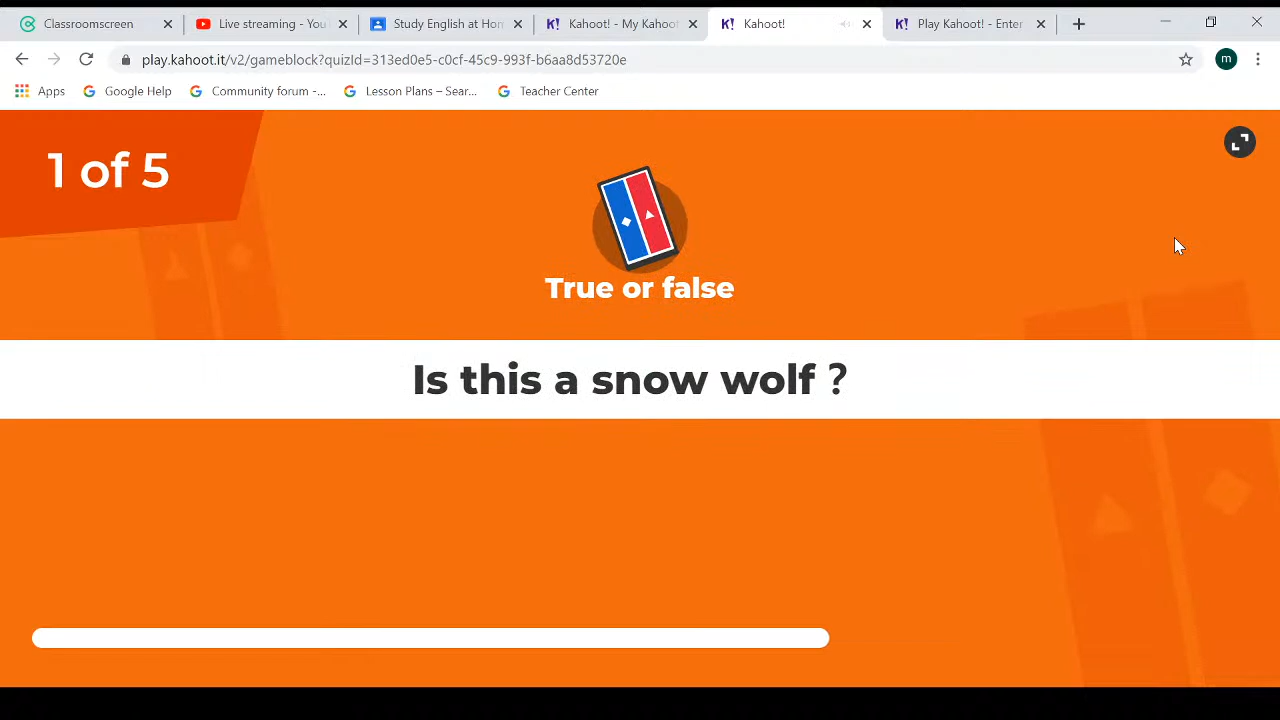 Classroomscreen
Live streaming - You
Study English at Hon
K! Kahoot! - My Kahoot
K! Kahoot!
K! Play Kahoot! - Enter
play.kahoot.it/v2/gameblock?quizId=313ed0e5-c0cf-45c9-993f-b6aa8d53720e
m
Apps
Google Help
Community forum -...
Lesson Plans – Sear...
Teacher Center
1 of 5
True or false
Is this a snow wolf ?